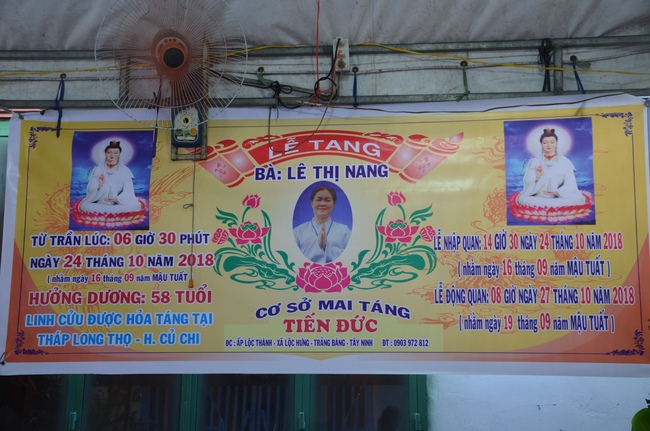 LỄ TANG
BÀ: LÊ THỊ NANG
TỪ TRẦN LÚC: 06 GIỜ 30 PHÚT
NGÀY 24 THÁNG 10 NĂM 2018
( nhằm ngày 16 tháng 09 năm MẬU TUẤT )
HƯỞNG DƯƠNG: 58 TUỔI
LINH CỬU ĐƯỢC HỎA TÁNG TẠI
THÁP LONG THỌ - H. CỦ CHI
CƠ SỞ MAI TÁNG
TIẾN ĐỨC
ĐC : ẤP LỘC THÀNH - XÃ LỘC HƯNG - TRẢNG BÀNG - TÂY NINH ĐT : 0903 972 812
LỄ NHẬP QUAN: 14 GIỜ 30 NGÀY 24 THÁNG 10 NĂM 2018
( nhằm ngày 16 tháng 09 năm MẬU TUẤT )
LỄ ĐỘNG QUAN: 08 GIỜ NGÀY 27 THÁNG 10 NĂM 2018
( nhằm ngày 19 tháng 09 năm MẬU TUẤT )